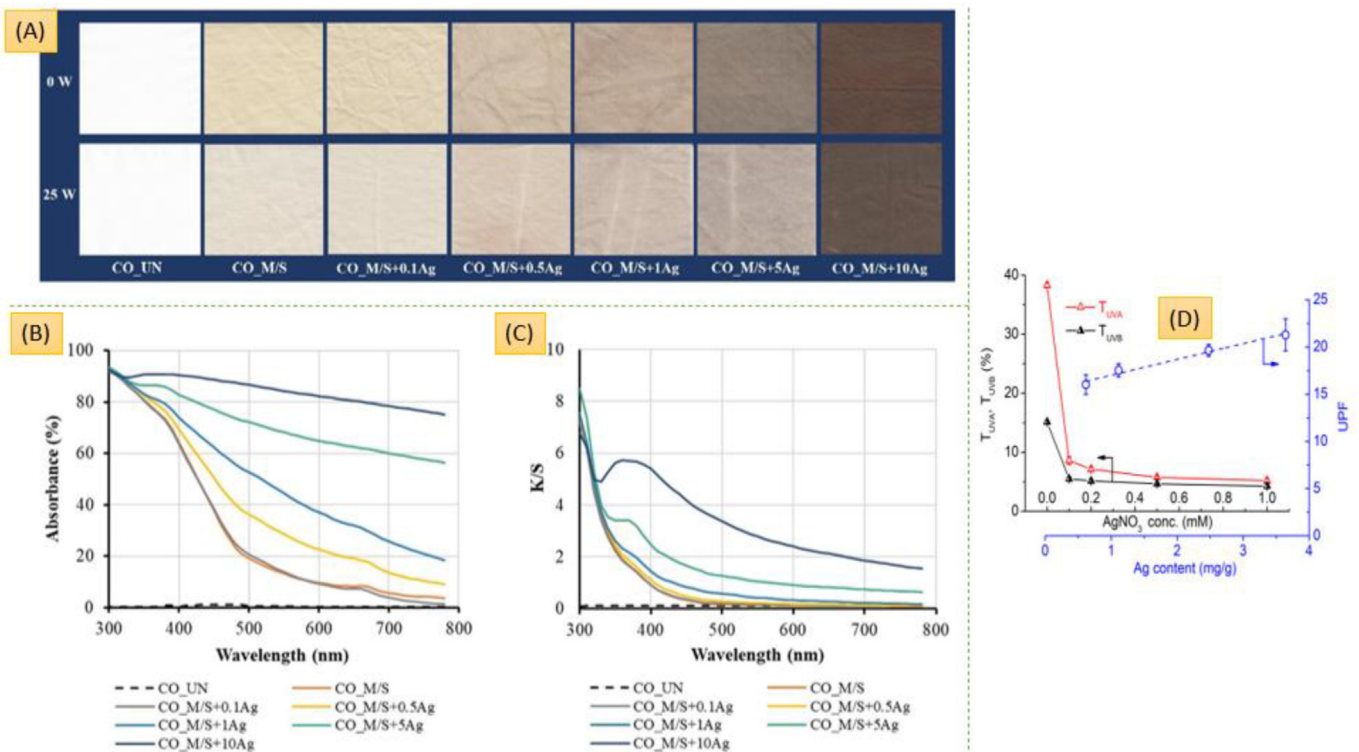 (A)
0 W
25 W
CO_UN CO_M/S CO_M/S+0.1Ag CO_M/S+0.5Ag CO_M/S+1Ag CO_M/S+5Ag CO_M/S+10Ag
(B)
100
80
60
40
20
0
Absorbance (%)
300 400 500 600 700 800
Wavelength (nm)
CO_UN CO_M/S
CO_M/S+0.1Ag CO_M/S+0.5Ag
CO_M/S+1Ag CO_M/S+5Ag
CO_M/S+10Ag
(C)
10
8
6
4
2
0
K/S
300 400 500 600 700 800
Wavelength (nm)
CO_UN CO_M/S
CO_M/S+0.1Ag CO_M/S+0.5Ag
CO_M/S+1Ag CO_M/S+5Ag
CO_M/S+10Ag
(D)
T_UVA
T_UVB
40
30
20
10
0
T_UVA, T_UVB (%)
25
20
15
10
5
0
UPF
0.0 0.2 0.4 0.6 0.8 1.0
AgNO₃ conc. (mM)
0 1 2 3 4
Ag content (mg/g)